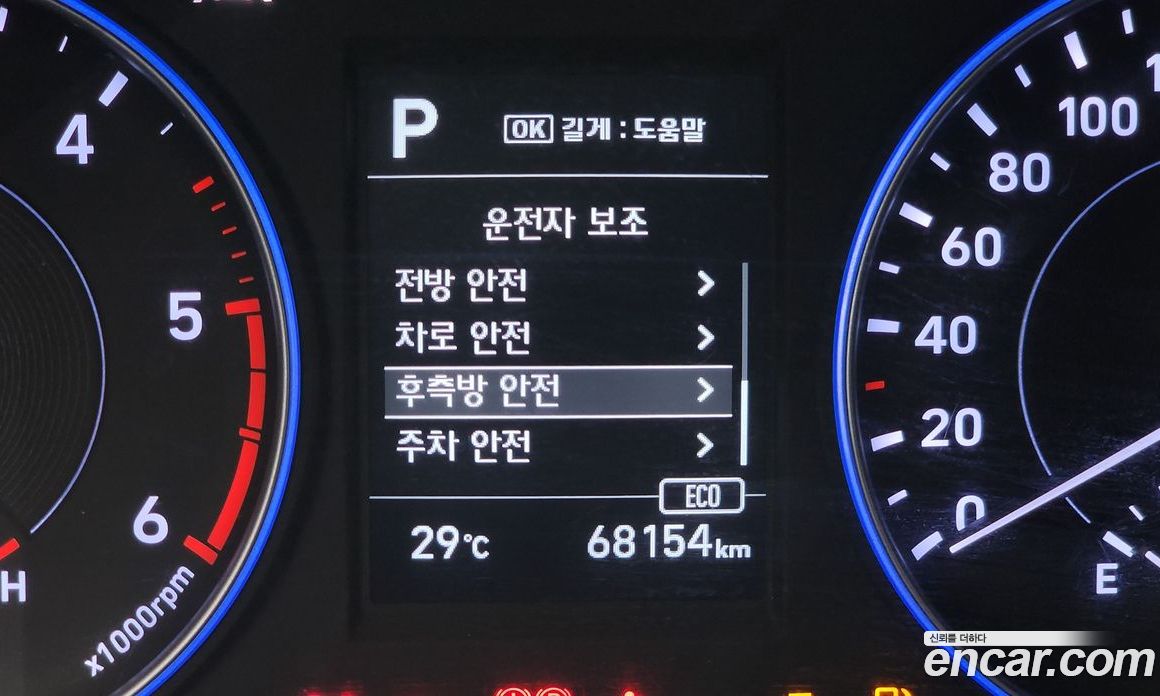 P
OK 길게 : 도움말
운전자 보조
전방 안전 >
차로 안전 >
후측방 안전 >
주차 안전 >
ECO
29℃ 68154km
4
5
6
H
x1000rpm
100
80
60
40
20
0
E
신뢰를 더하다
encar.com